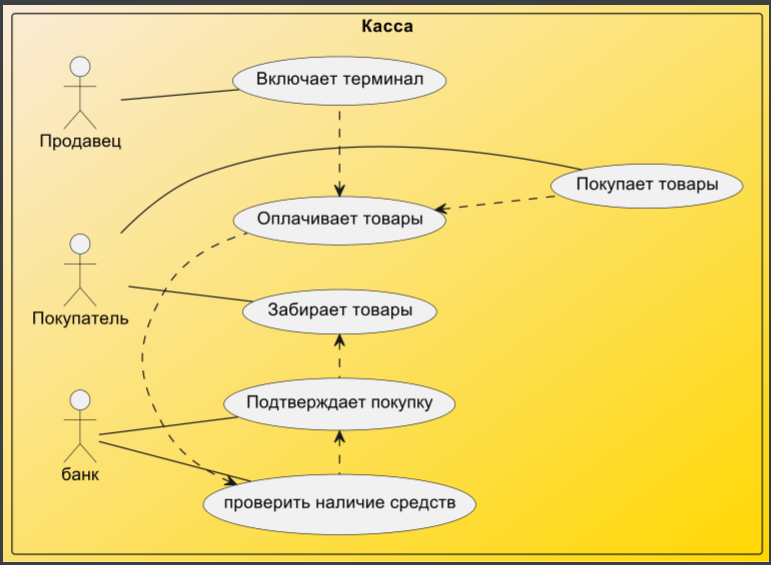 Касса
Включает терминал
Продавец
Покупает товары
Оплачивает товары
Забирает товары
Покупатель
Подтверждает покупку
банк
проверить наличие средств